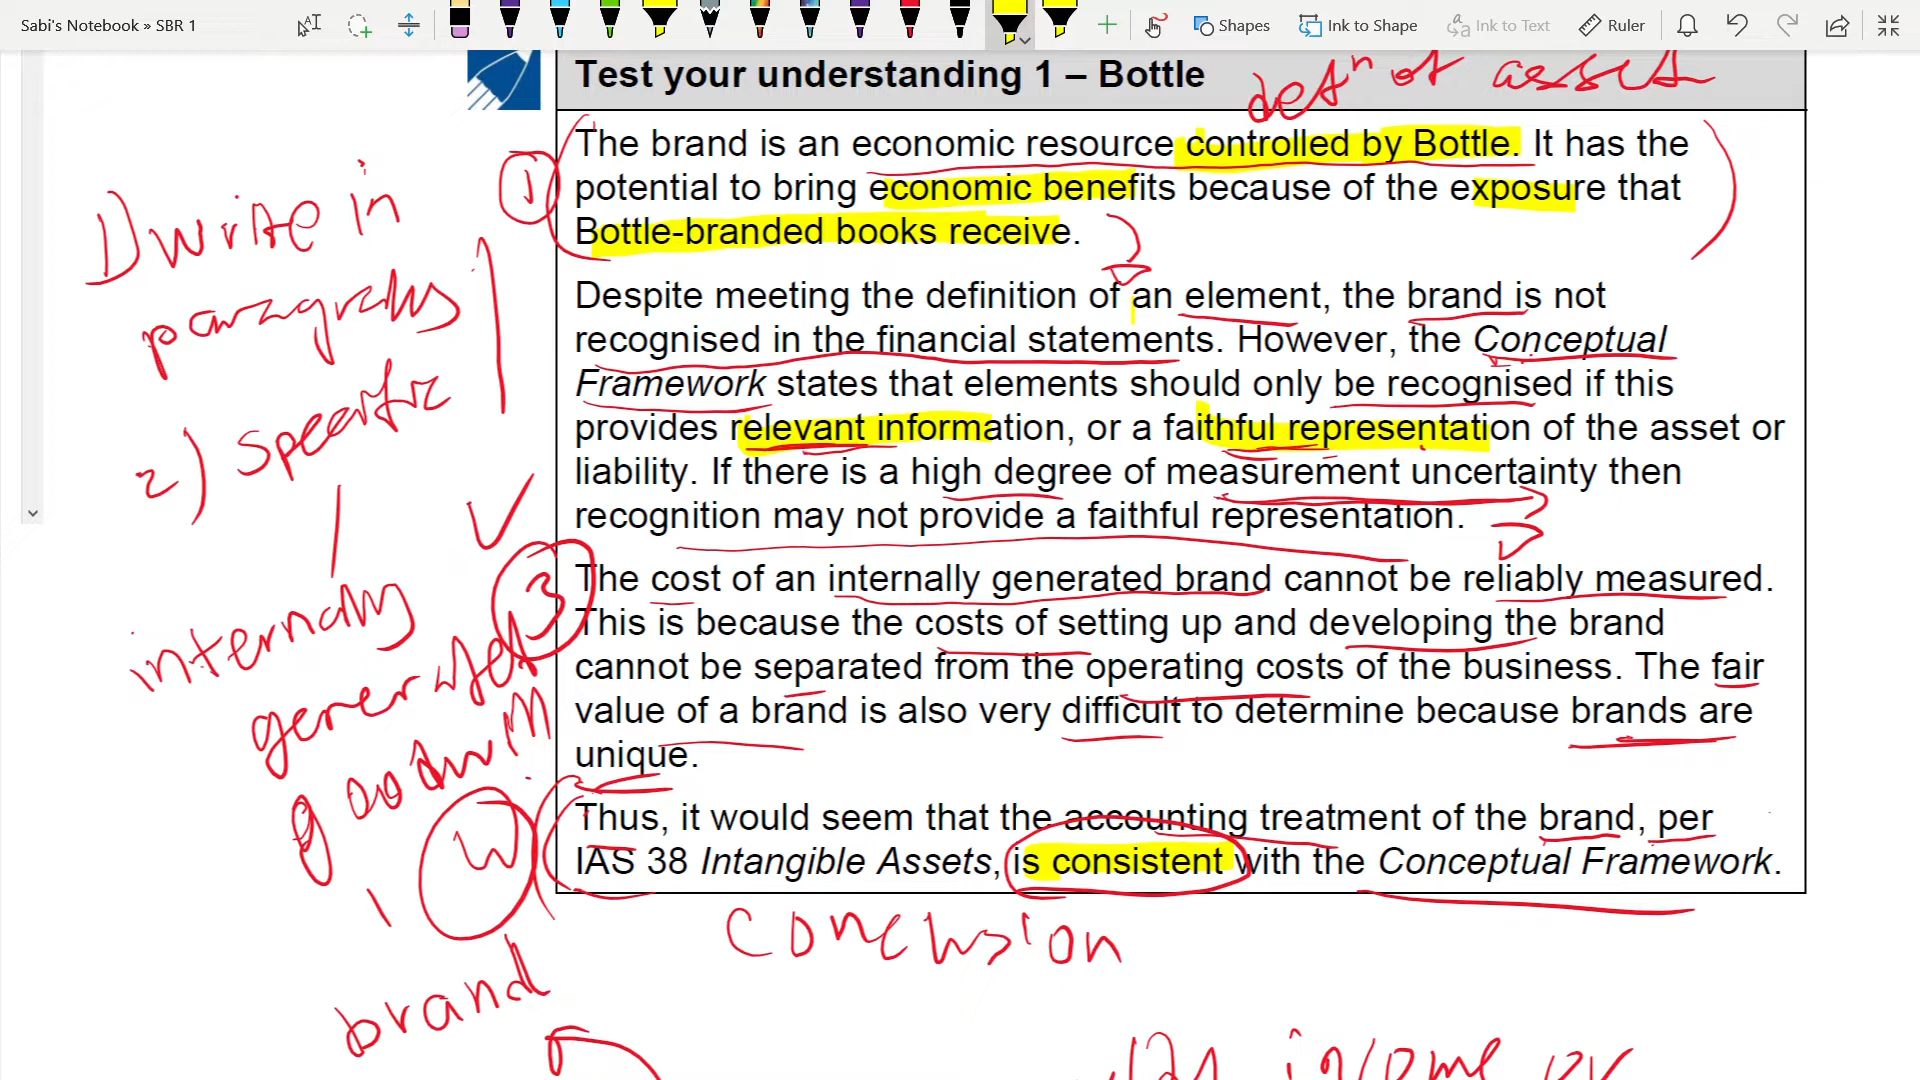 Sabi's Notebook » SBR 1
Shapes
Ink to Shape
Ink to Text
Ruler
Test your understanding 1 – Bottle
defⁿ of asset
The brand is an economic resource controlled by Bottle. It has the
potential to bring economic benefits because of the exposure that
Bottle-branded books receive.
Despite meeting the definition of an element, the brand is not
recognised in the financial statements. However, the Conceptual
Framework states that elements should only be recognised if this
provides relevant information, or a faithful representation of the asset or
liability. If there is a high degree of measurement uncertainty then
recognition may not provide a faithful representation.
The cost of an internally generated brand cannot be reliably measured.
This is because the costs of setting up and developing the brand
cannot be separated from the operating costs of the business. The fair
value of a brand is also very difficult to determine because brands are
unique.
Thus, it would seem that the accounting treatment of the brand, per
IAS 38 Intangible Assets, is consistent with the Conceptual Framework.
1) write in
paragraphs
2) specific
internally
generated
goodwill
brand
1
3
conclusion
income or